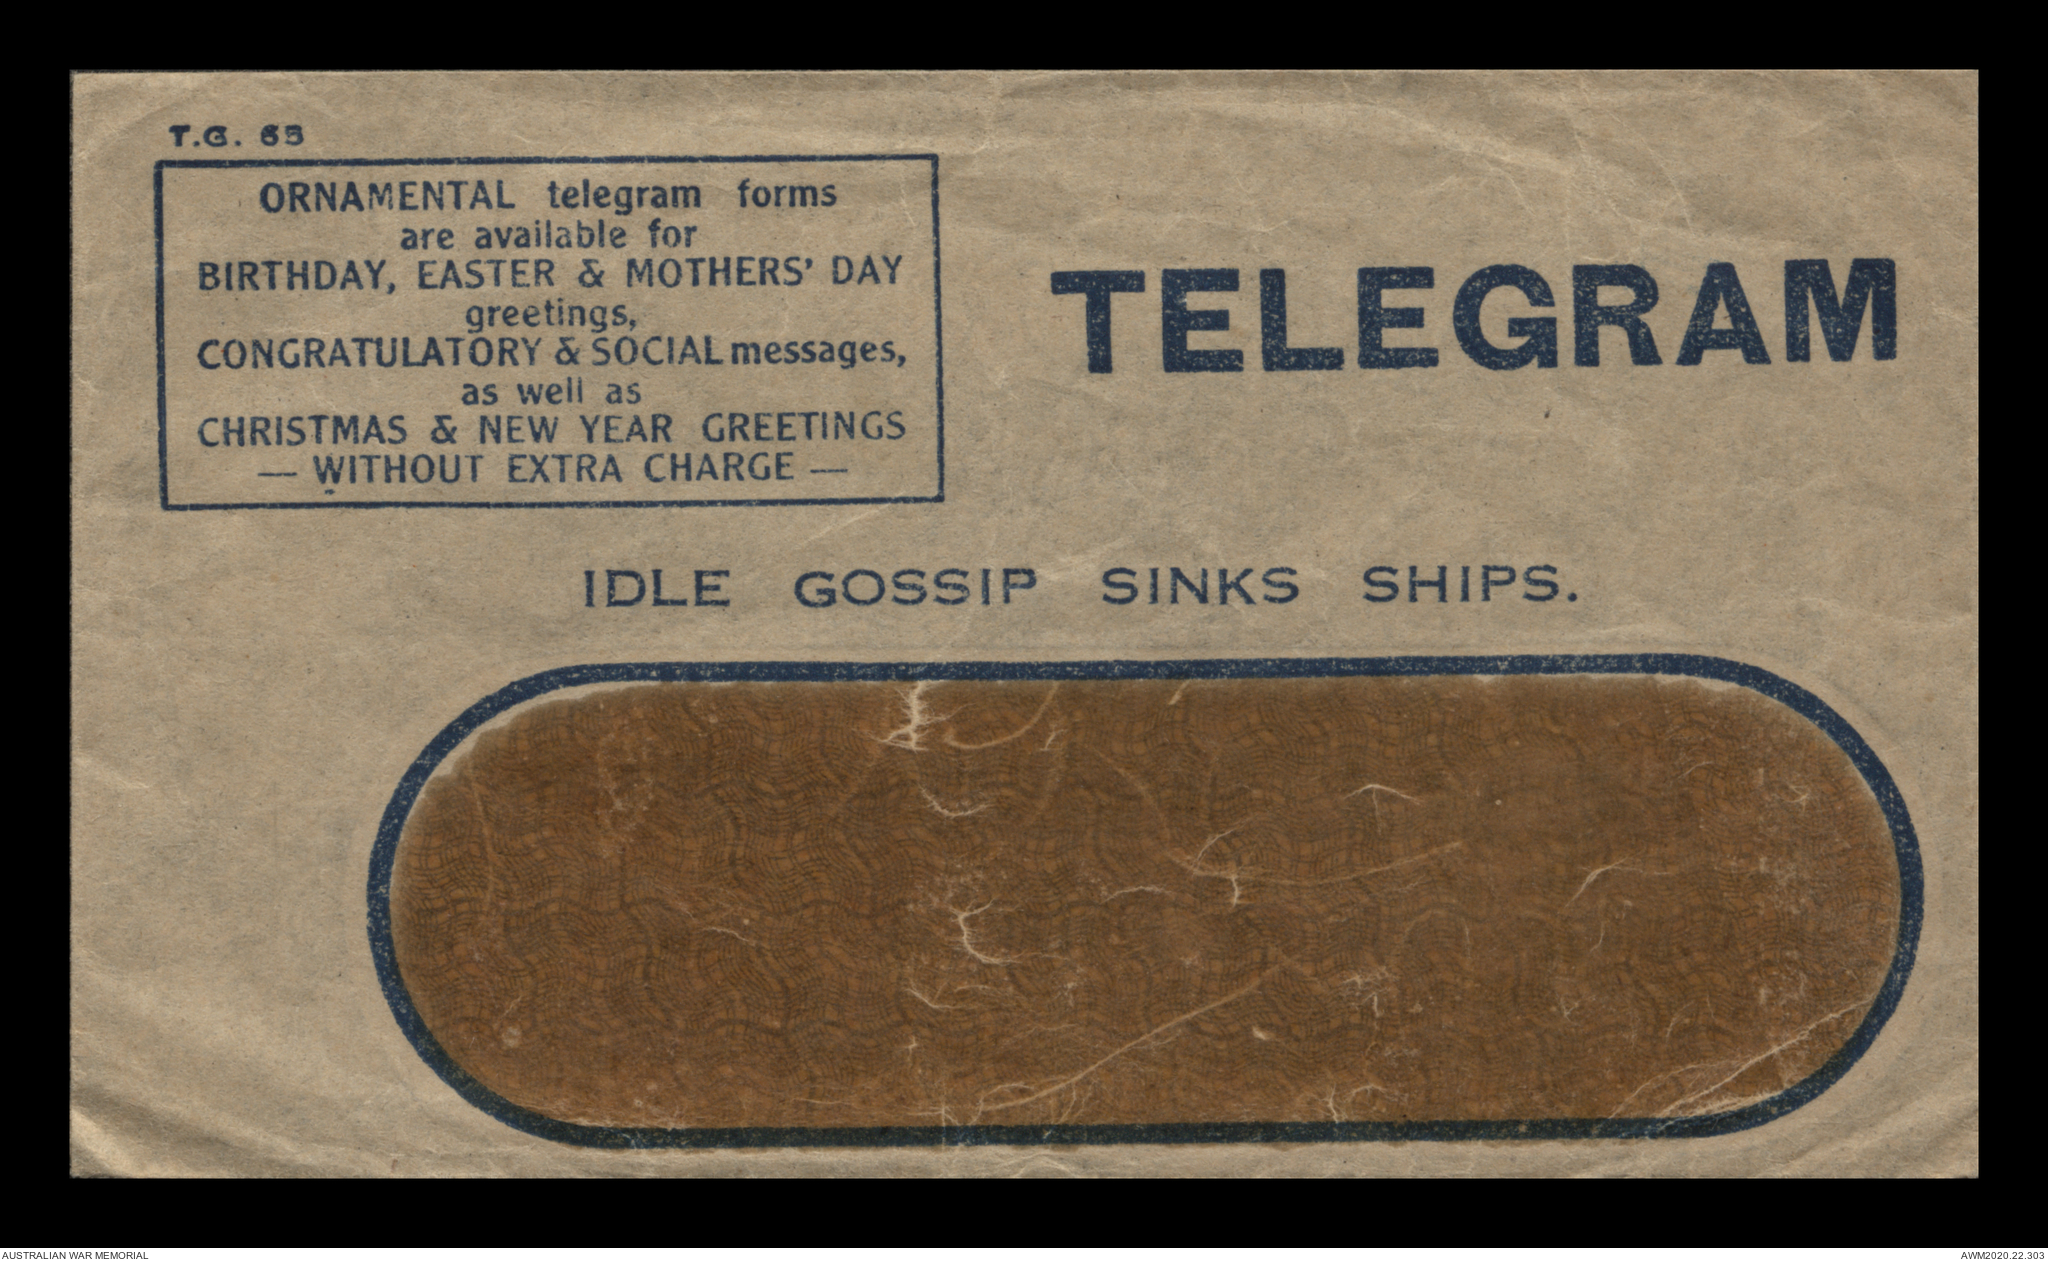 T.G. 65
ORNAMENTAL telegram forms
are available for
BIRTHDAY, EASTER & MOTHERS' DAY
greetings,
CONGRATULATORY & SOCIAL messages,
as well as
CHRISTMAS & NEW YEAR GREETINGS
— WITHOUT EXTRA CHARGE —
TELEGRAM
IDLE GOSSIP SINKS SHIPS.
AUSTRALIAN WAR MEMORIAL
AWM2020.22.303